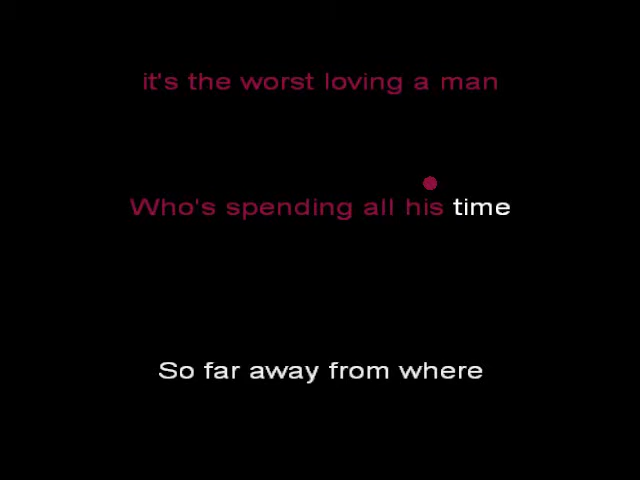 it's the worst loving a man
Who's spending all his time
So far away from where